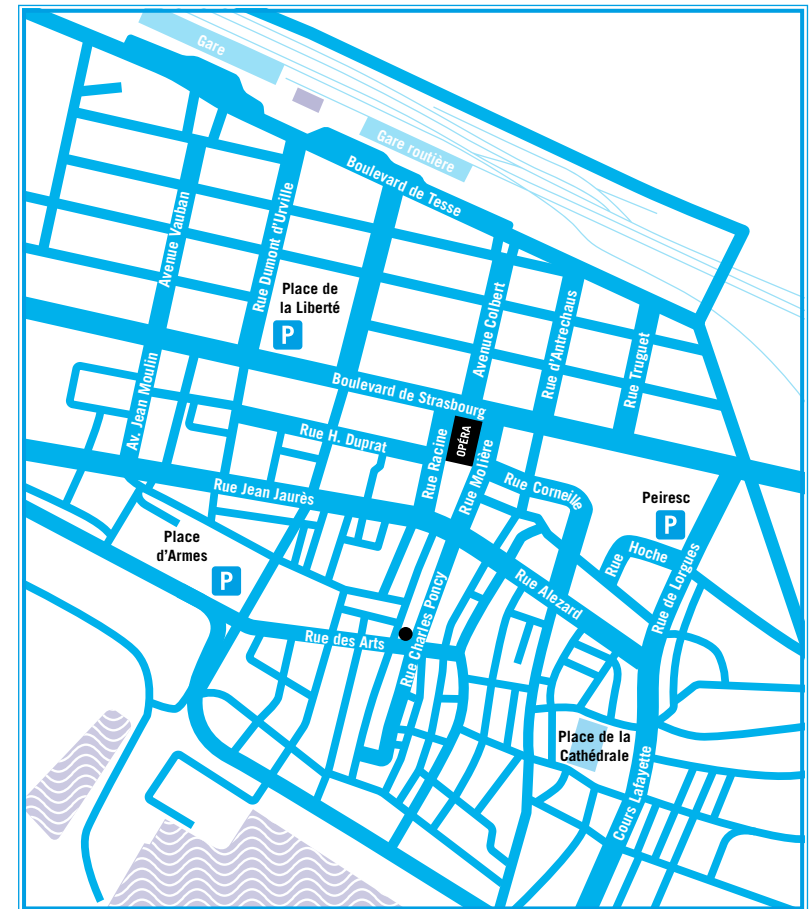 Gare
Gare routière
Boulevard de Tesse
Avenue Vauban
Rue Dumont d'Urville
Place de
la Liberté
P
Avenue Colbert
Rue d'Antrechaus
Rue Truguet
Av. Jean Moulin
Boulevard de Strasbourg
OPÉRA
Rue H. Duprat
Rue Racine
Rue Molière
Rue Corneille
Rue Jean Jaurès
Peiresc
P
Place
d'Armes
P
Rue Hoche
Rue de Lorgues
Rue Alezard
Rue Charles Poncy
Rue des Arts
Place de la
Cathédrale
Cours Lafayette